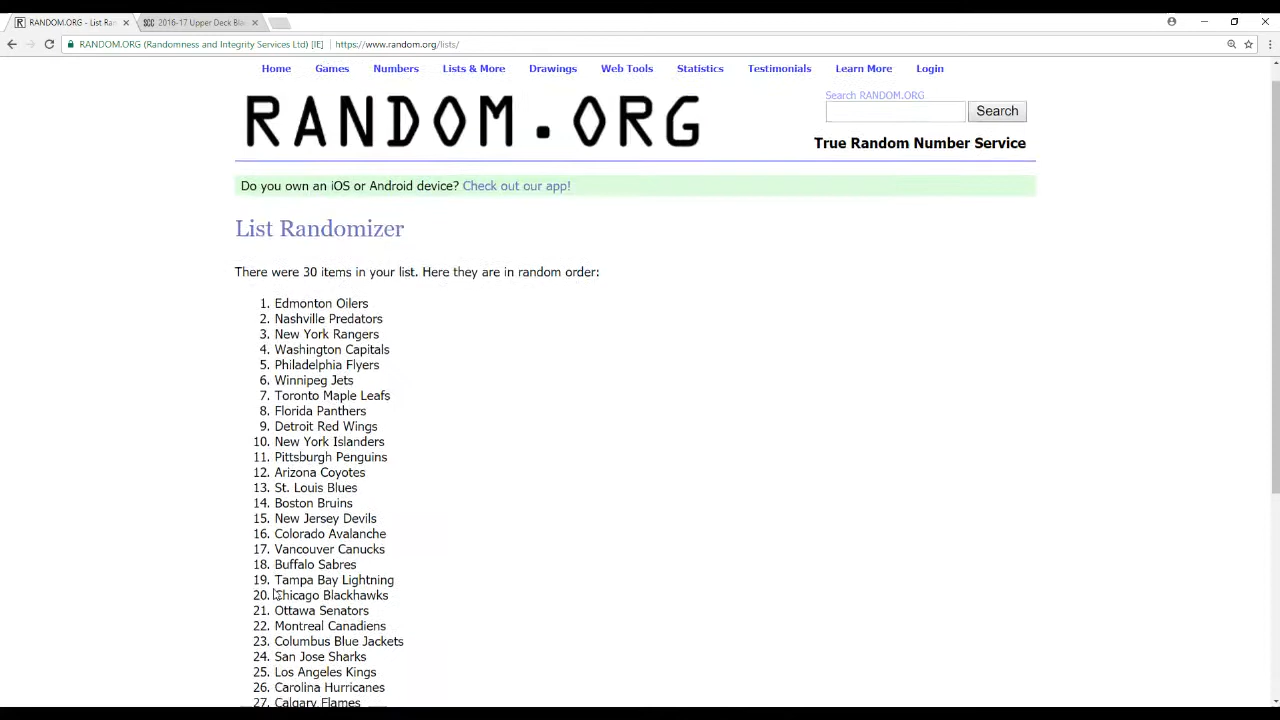 RANDOM.ORG - List Ran
2016-17 Upper Deck Bla
RANDOM.ORG (Randomness and Integrity Services Ltd) [IE] https://www.random.org/lists/
Home Games Numbers Lists & More Drawings Web Tools Statistics Testimonials Learn More Login
RANDOM.ORG
Search RANDOM.ORG
Search
True Random Number Service
Do you own an iOS or Android device? Check out our app!
List Randomizer
There were 30 items in your list. Here they are in random order:
1. Edmonton Oilers
2. Nashville Predators
3. New York Rangers
4. Washington Capitals
5. Philadelphia Flyers
6. Winnipeg Jets
7. Toronto Maple Leafs
8. Florida Panthers
9. Detroit Red Wings
10. New York Islanders
11. Pittsburgh Penguins
12. Arizona Coyotes
13. St. Louis Blues
14. Boston Bruins
15. New Jersey Devils
16. Colorado Avalanche
17. Vancouver Canucks
18. Buffalo Sabres
19. Tampa Bay Lightning
20. Chicago Blackhawks
21. Ottawa Senators
22. Montreal Canadiens
23. Columbus Blue Jackets
24. San Jose Sharks
25. Los Angeles Kings
26. Carolina Hurricanes
27. Calgary Flames